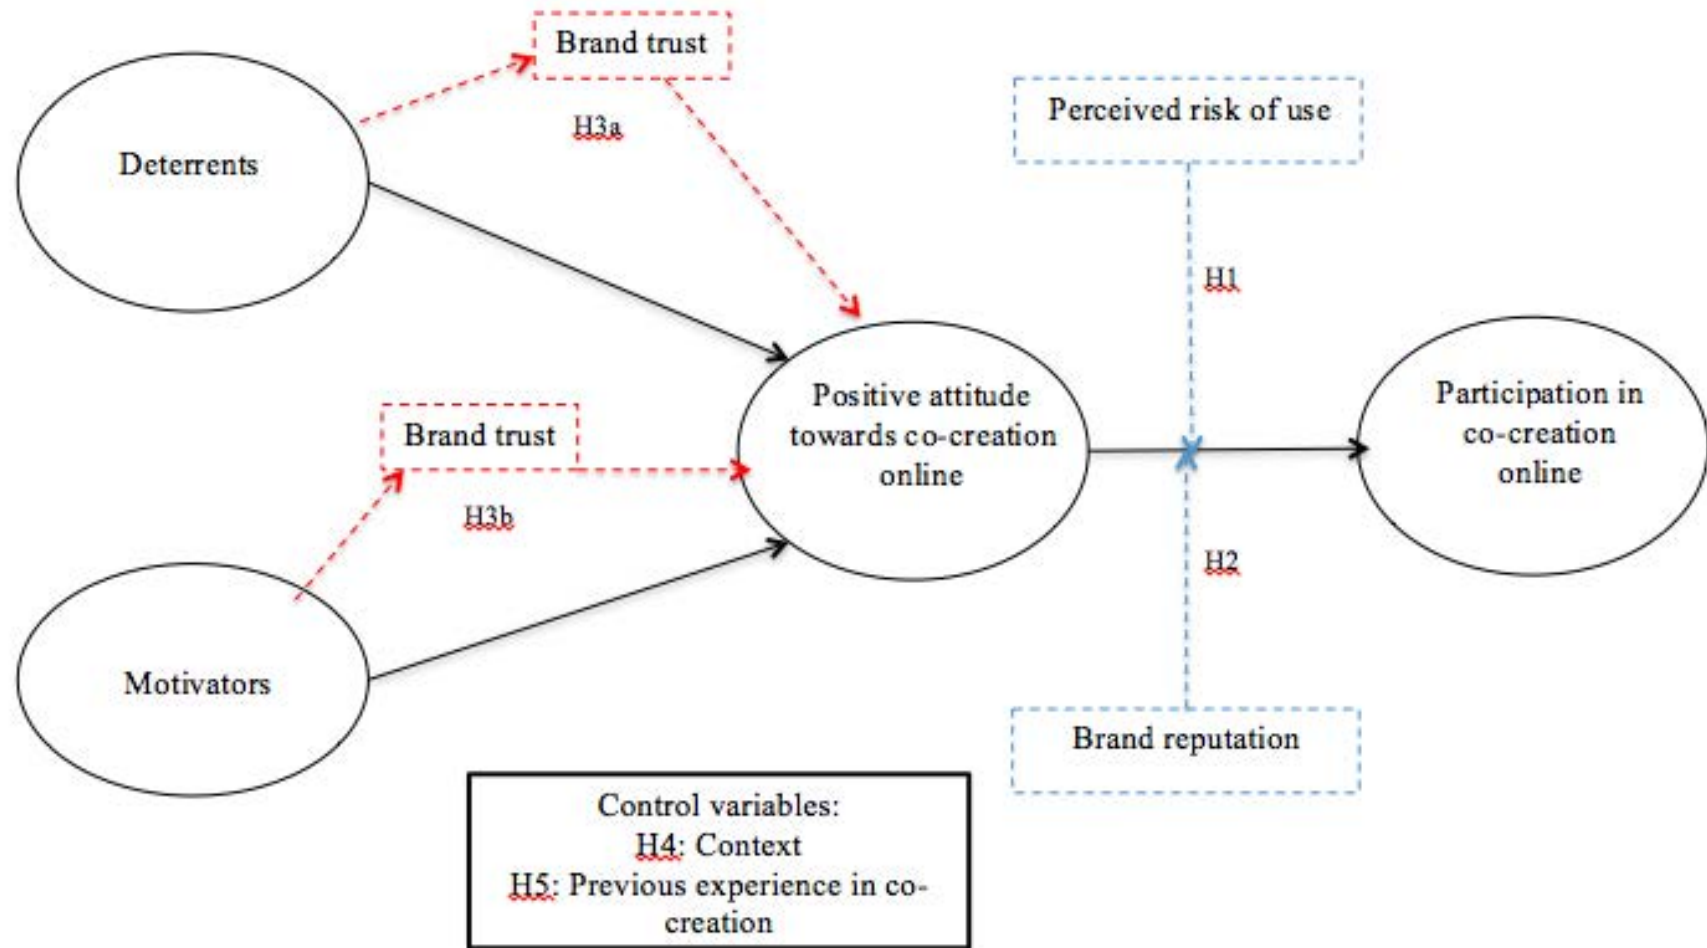 Brand trust
H3a
Deterrents
Perceived risk of use
H1
Positive attitude
towards co-creation
online
Participation in
co-creation
online
Brand trust
H3b
H2
Motivators
Brand reputation
Control variables:
H4: Context
H5: Previous experience in co-
creation